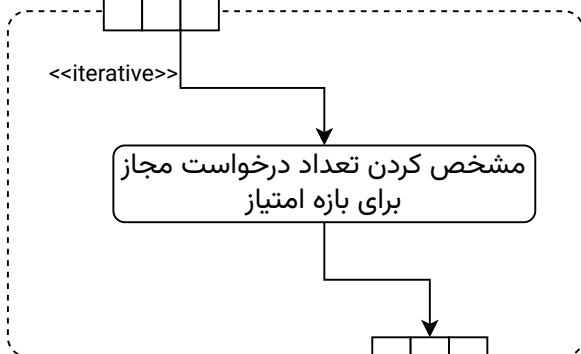 <<iterative>>
مشخص کردن تعداد درخواست مجاز
برای بازه امتیاز